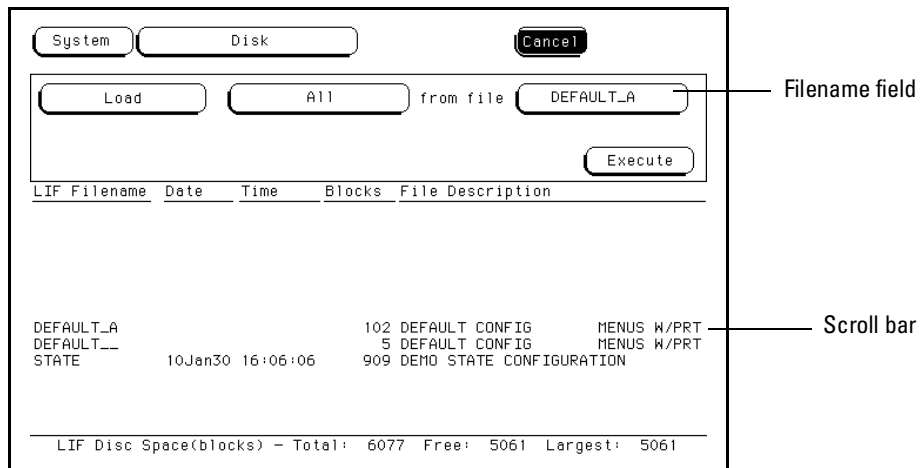 System Disk Cancel
Load All from file DEFAULT_A Filename field
Execute
LIF Filename Date Time Blocks File Description
DEFAULT_A 102 DEFAULT CONFIG MENUS W/PRT Scroll bar
DEFAULT__ 5 DEFAULT CONFIG MENUS W/PRT
STATE 10Jan30 16:06:06 909 DEMO STATE CONFIGURATION
LIF Disc Space(blocks) - Total: 6077 Free: 5061 Largest: 5061